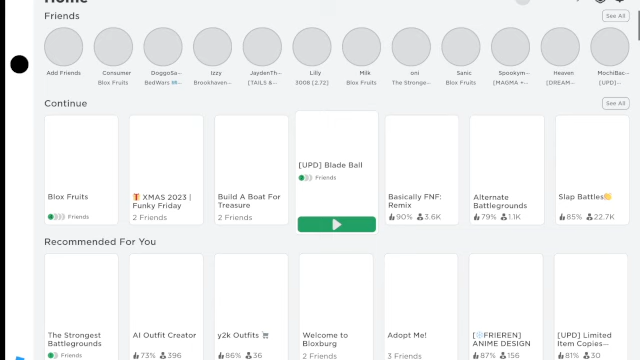 Home
Friends
See All
Add Friends
Consumer
Blox Fruits
DoggoSa--
BedWars
Izzy
Brookhaven--
JaydenTh--
[TAILS &--
Lilly
3008 [2.72]
Milk
Blox Fruits
oni
The Stronge--
Sanic
Blox Fruits
Spookym--
[MAGMA +--
Heaven
[DREAM--
MochiBac--
[UPD]--
Continue
See All
Blox Fruits
Friends
🎁 XMAS 2023 |
Funky Friday
2 Friends
Build A Boat For
Treasure
2 Friends
[UPD] Blade Ball
Friends
Basically FNF:
Remix
90% 3.6K
Alternate
Battlegrounds
79% 1.1K
Slap Battles👏
85% 22.7K
Recommended For You
The Strongest
Battlegrounds
Friends
AI Outfit Creator
73% 396
y2k Outfits 🛒
86% 36
Welcome to
Bloxburg
2 Friends
Adopt Me!
3 Friends
[❄️FRIEREN]
ANIME DESIGN
87% 156
[UPD] Limited
Item Copies--
81% 30